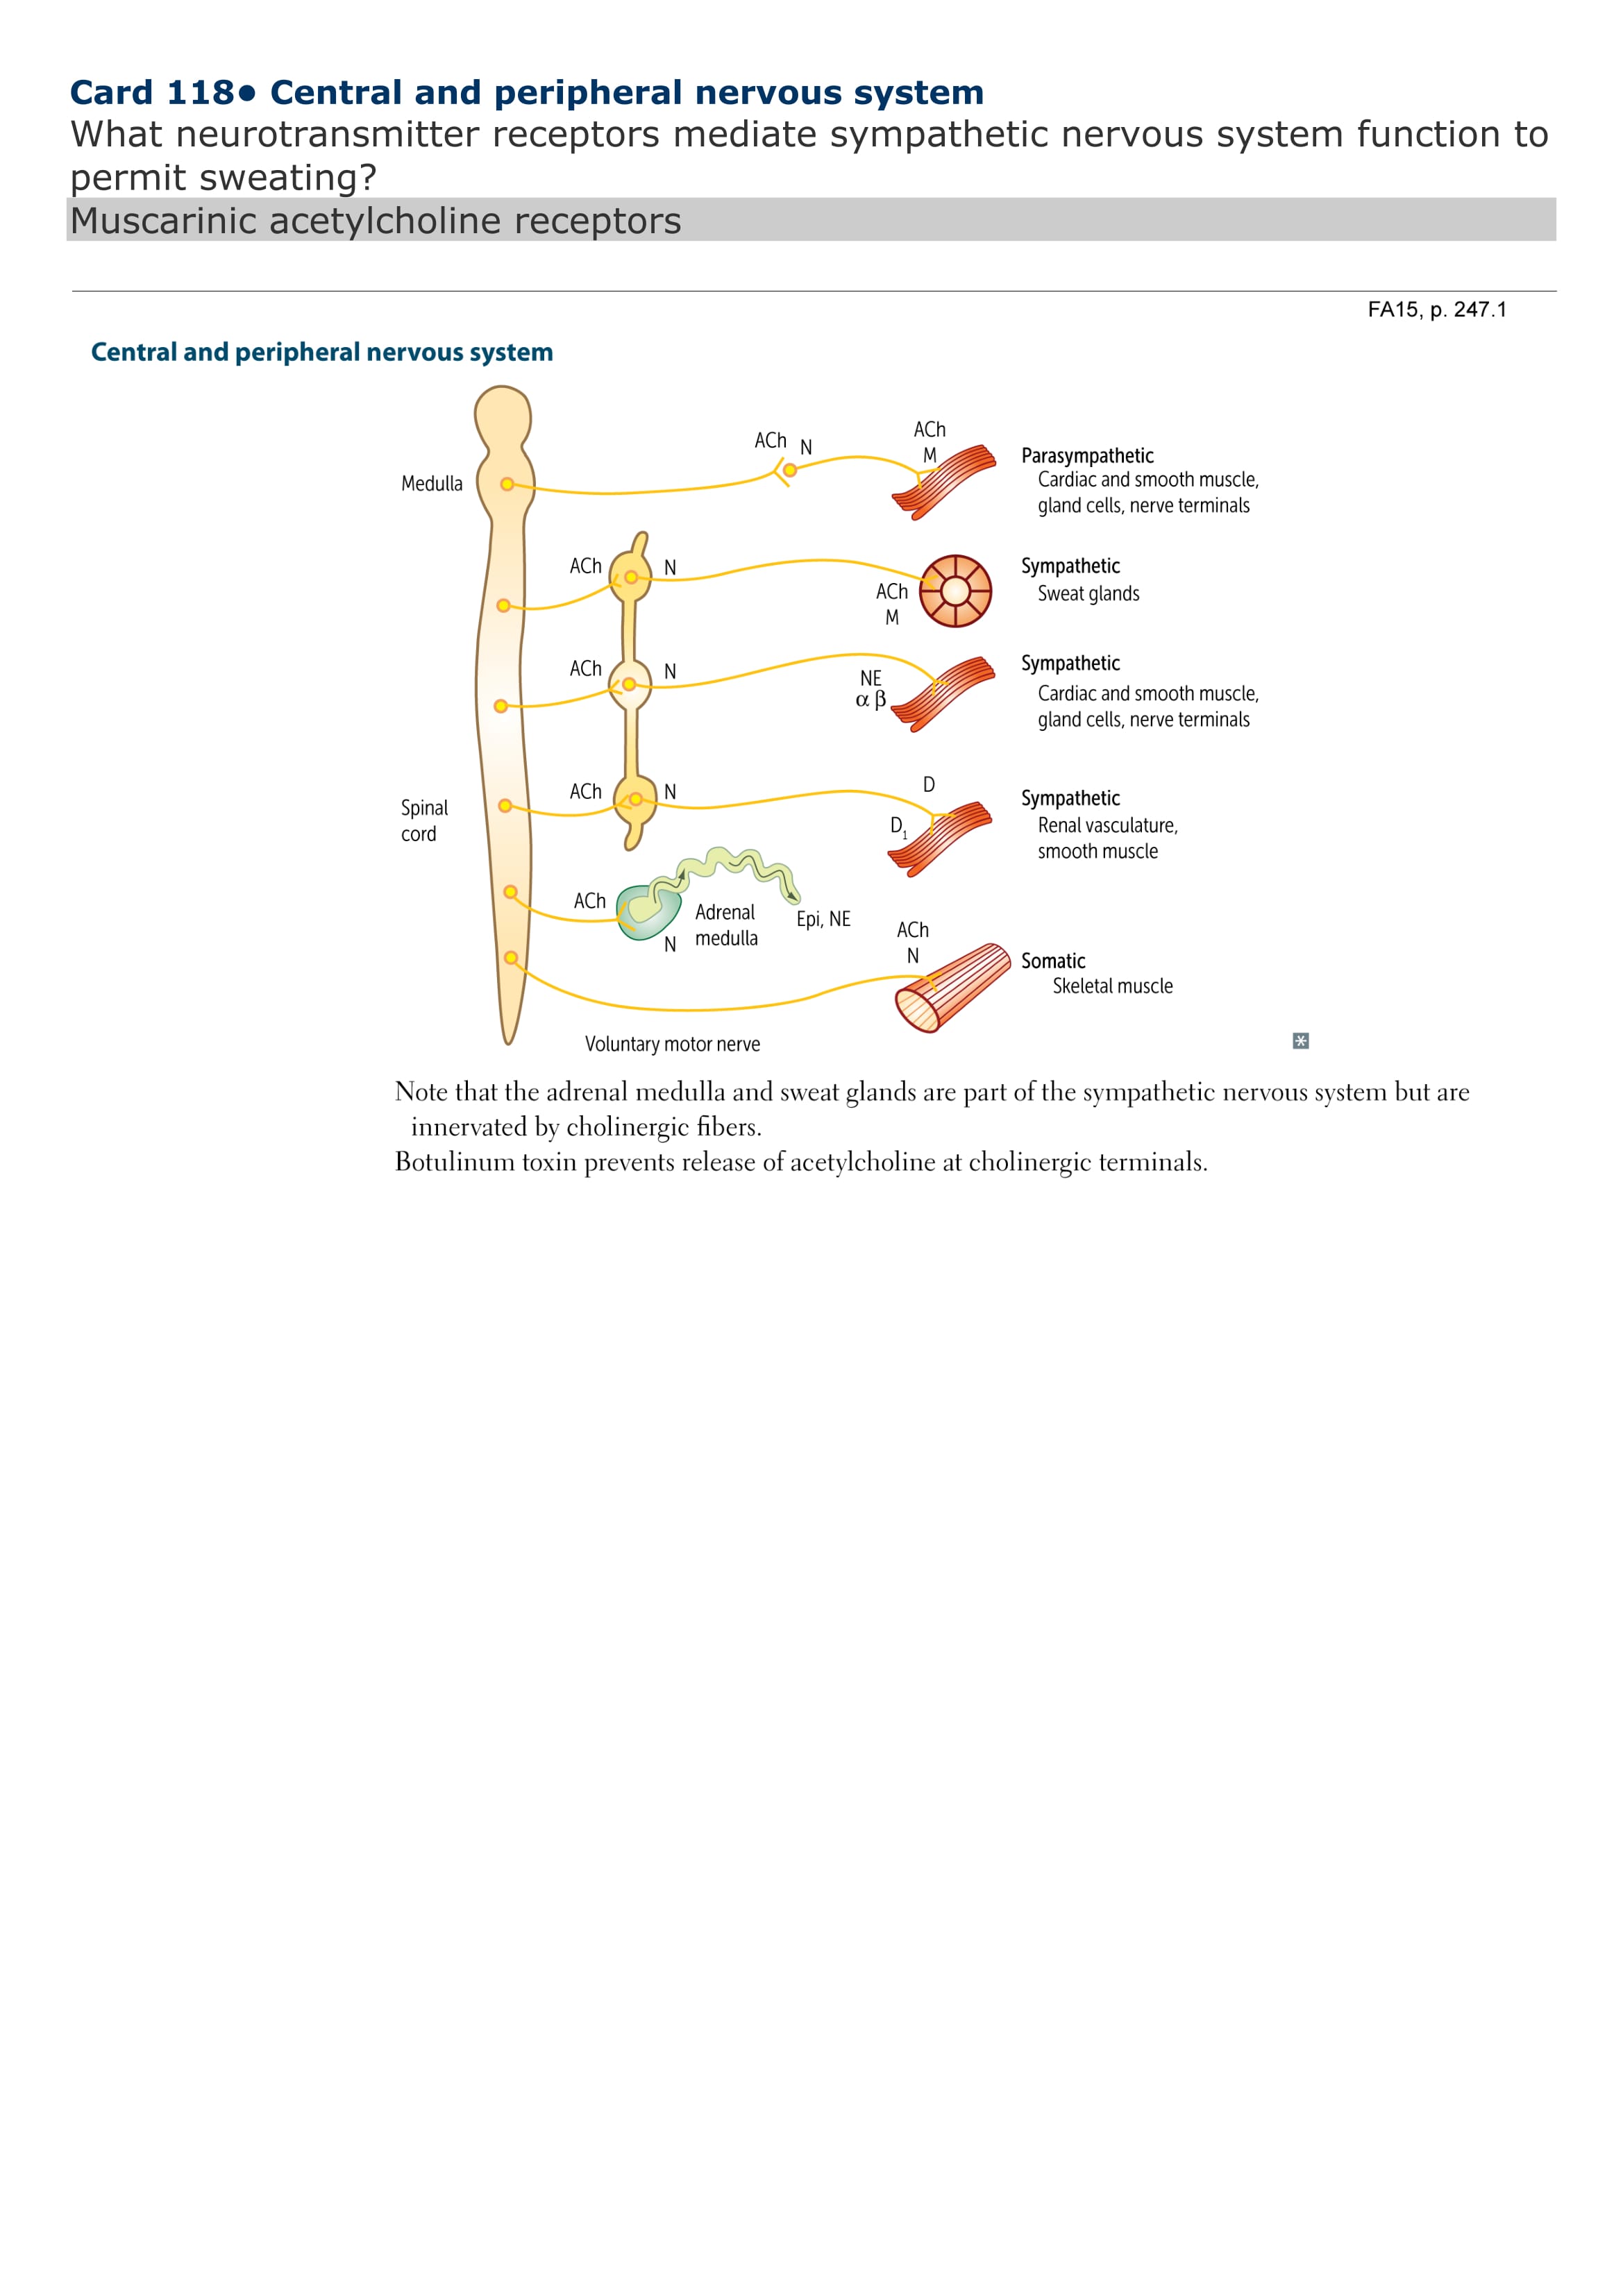 Card 118• Central and peripheral nervous system
What neurotransmitter receptors mediate sympathetic nervous system function to
permit sweating?
Muscarinic acetylcholine receptors
FA15, p. 247.1
Central and peripheral nervous system
ACh N
ACh
M
Parasympathetic
Cardiac and smooth muscle,
gland cells, nerve terminals
Medulla
ACh
N
ACh
M
Sympathetic
Sweat glands
ACh
N
NE
α β
Sympathetic
Cardiac and smooth muscle,
gland cells, nerve terminals
Spinal
cord
ACh
N
D
D1
Sympathetic
Renal vasculature,
smooth muscle
ACh
N
Adrenal
medulla
Epi, NE
ACh
N
Somatic
Skeletal muscle
Voluntary motor nerve
*
Note that the adrenal medulla and sweat glands are part of the sympathetic nervous system but are
innervated by cholinergic fibers.
Botulinum toxin prevents release of acetylcholine at cholinergic terminals.